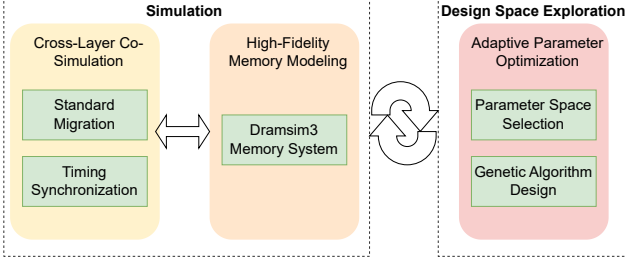 Simulation
Cross-Layer Co-
Simulation
Standard
Migration
Timing
Synchronization
High-Fidelity
Memory Modeling
Dramsim3
Memory System
Design Space Exploration
Adaptive Parameter
Optimization
Parameter Space
Selection
Genetic Algorithm
Design